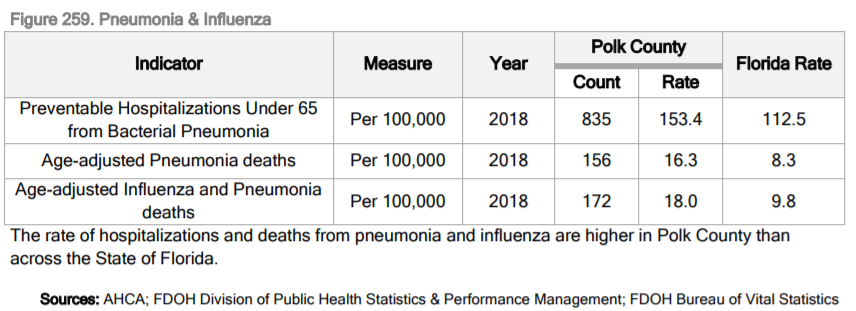 Figure 259. Pneumonia & Influenza
Indicator Measure Year Polk County Florida Rate
Count Rate
Preventable Hospitalizations Under 65
from Bacterial Pneumonia Per 100,000 2018 835 153.4 112.5
Age-adjusted Pneumonia deaths Per 100,000 2018 156 16.3 8.3
Age-adjusted Influenza and Pneumonia
deaths Per 100,000 2018 172 18.0 9.8
The rate of hospitalizations and deaths from pneumonia and influenza are higher in Polk County than
across the State of Florida.
Sources: AHCA; FDOH Division of Public Health Statistics & Performance Management; FDOH Bureau of Vital Statistics